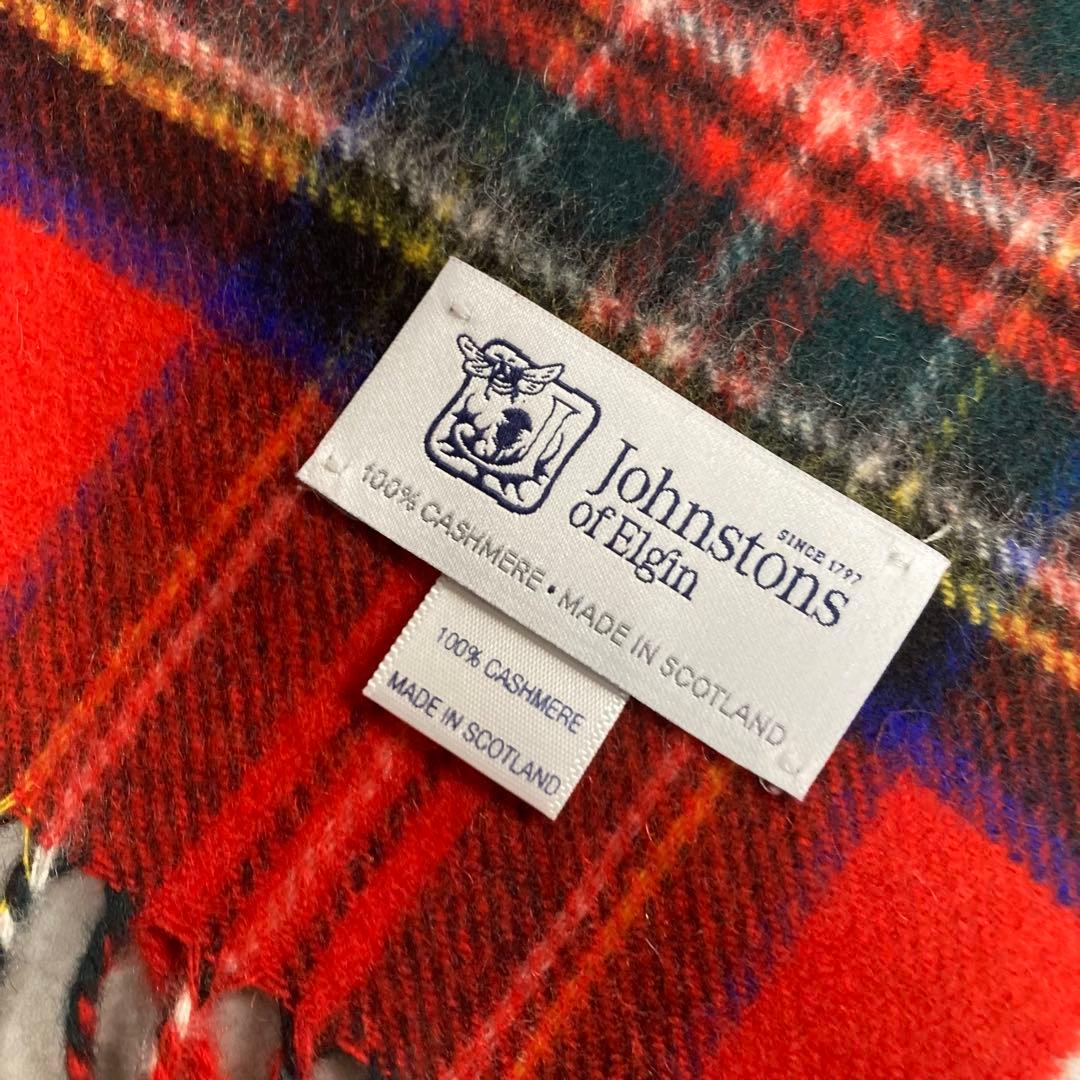 Johnstons
of Elgin
SINCE 1797
100% CASHMERE • MADE IN SCOTLAND
100% CASHMERE
MADE IN SCOTLAND